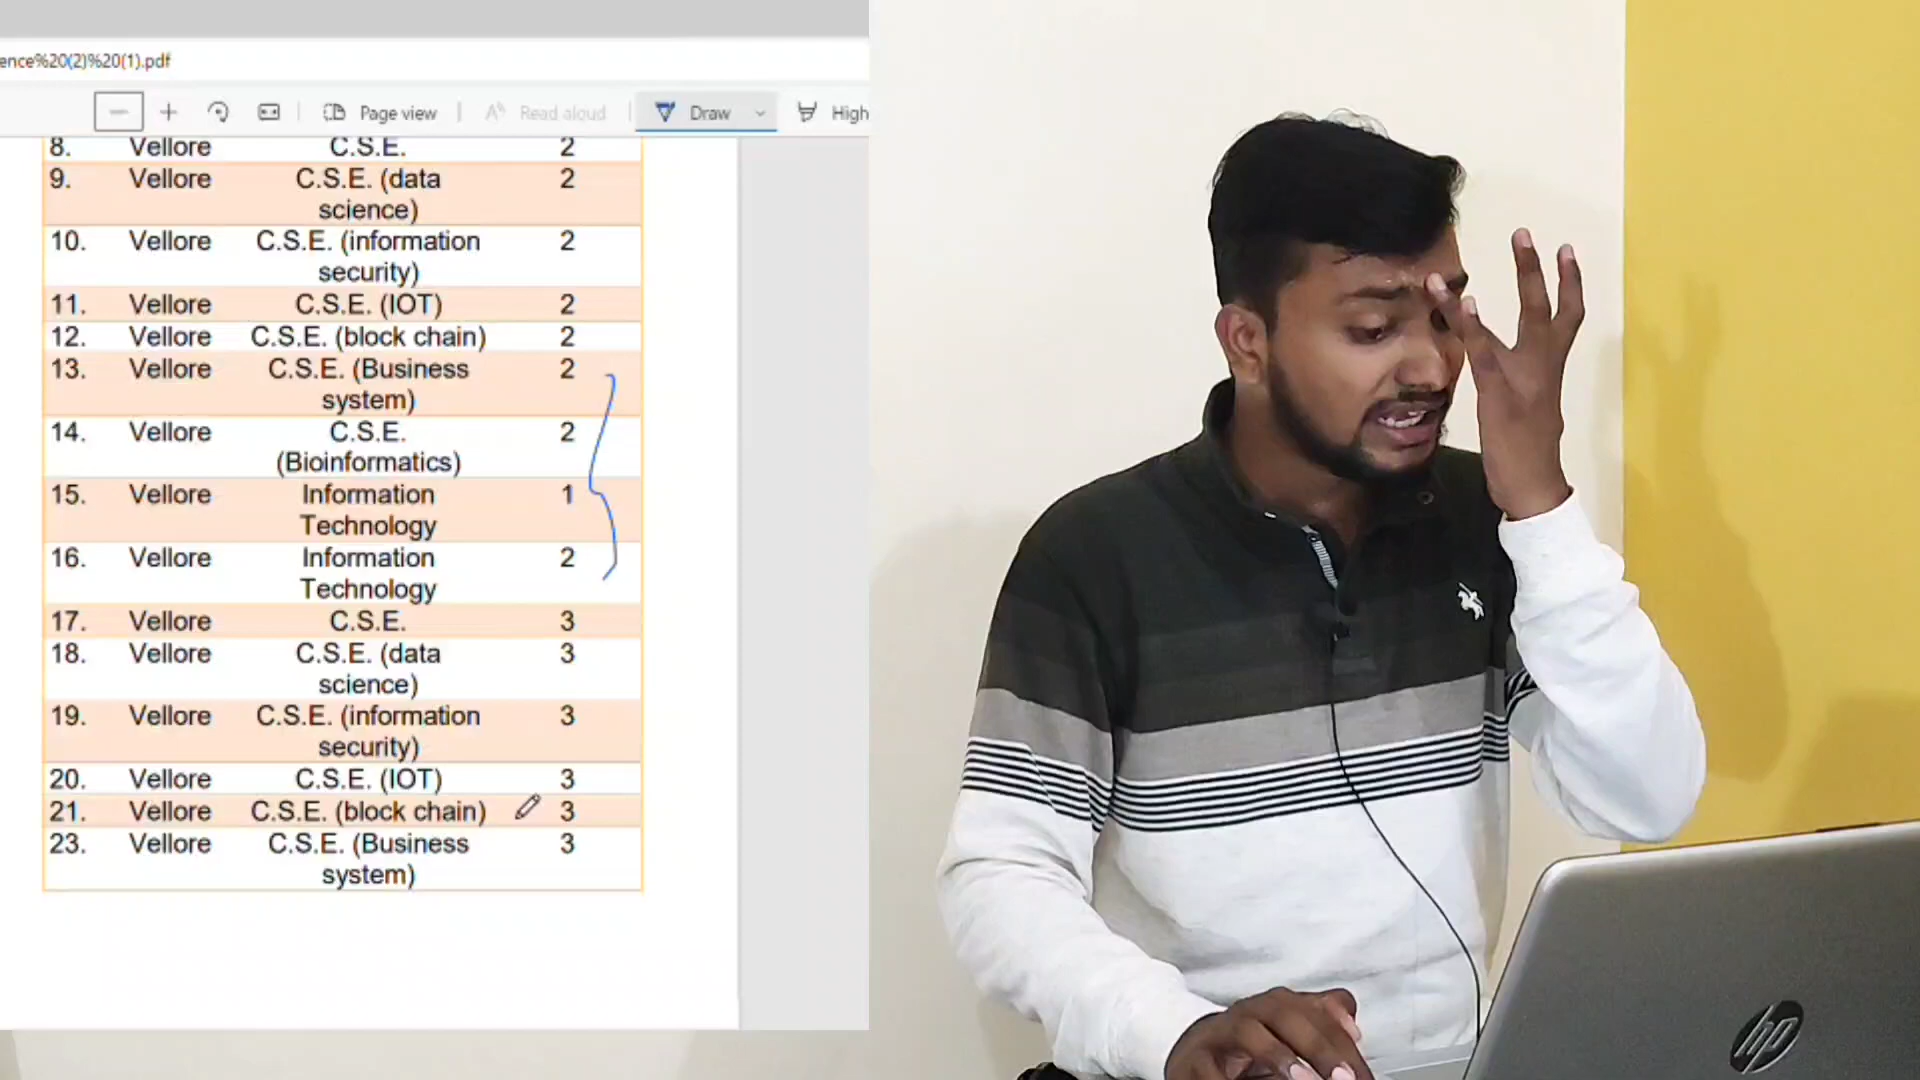 ence%20(2)%20(1).pdf
Page view Read aloud Draw High
8. Vellore C.S.E. 2
9. Vellore C.S.E. (data 2
science)
10. Vellore C.S.E. (information 2
security)
11. Vellore C.S.E. (IOT) 2
12. Vellore C.S.E. (block chain) 2
13. Vellore C.S.E. (Business 2
system)
14. Vellore C.S.E. 2
(Bioinformatics)
15. Vellore Information 1
Technology
16. Vellore Information 2
Technology
17. Vellore C.S.E. 3
18. Vellore C.S.E. (data 3
science)
19. Vellore C.S.E. (information 3
security)
20. Vellore C.S.E. (IOT) 3
21. Vellore C.S.E. (block chain) 3
23. Vellore C.S.E. (Business 3
system)
hp